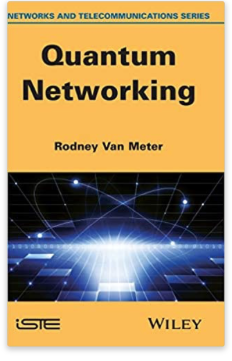 NETWORKS AND TELECOMMUNICATIONS SERIES
Quantum
Networking
Rodney Van Meter
iSTE
WILEY